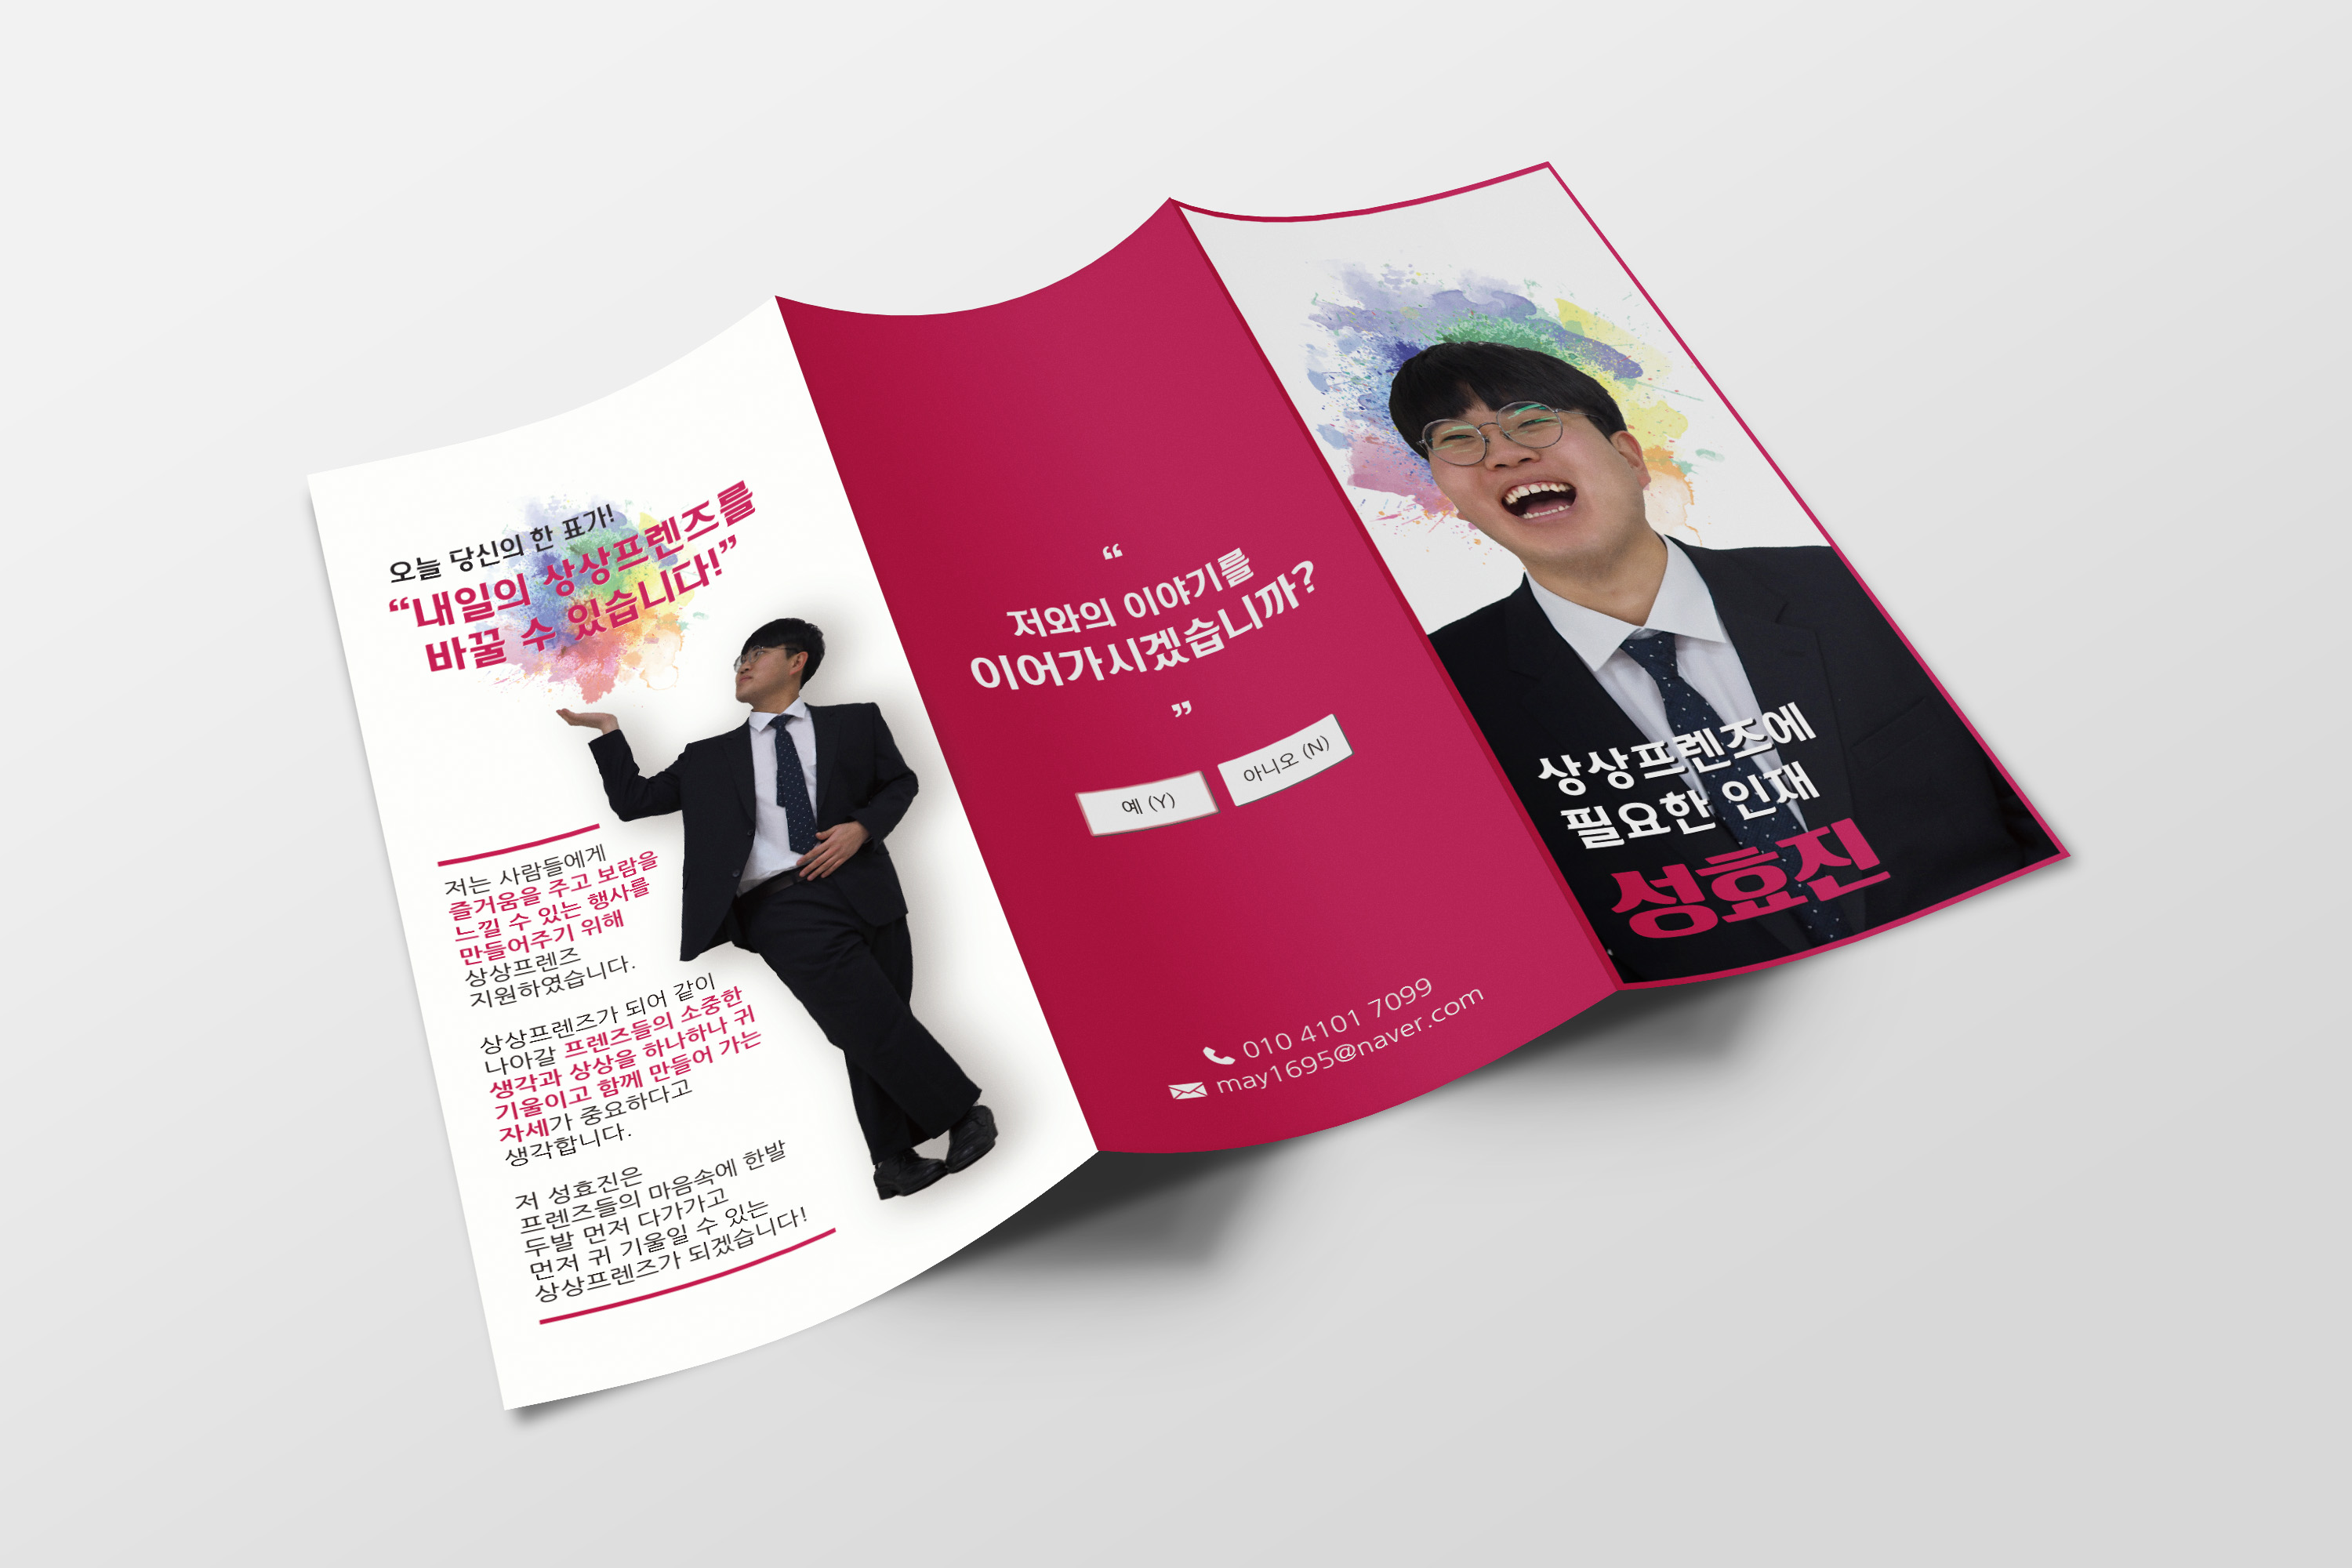 오늘 당신의 한 표가!
“내일의 상상프렌즈를
바꿀 수 있습니다!”
저는 사람들에게
즐거움을 주고 보람을
느낄 수 있는 행사를
만들어주기 위해
상상프렌즈
지원하였습니다.
상상프렌즈가 되어 같이
나아갈 프렌즈들의 소중한
생각과 상상을 하나하나 귀
기울이고 함께 만들어 가는
자세가 중요하다고
생각합니다.
저 성효진은
프렌즈들의 마음속에 한발
두발 먼저 다가가고
먼저 귀 기울일 수 있는
상상프렌즈가 되겠습니다!
“
저와의 이야기를
이어가시겠습니까?
”
예 (Y)
아니오 (N)
010 4101 7099
may1695@naver.com
상상프렌즈에
필요한 인재
성효진